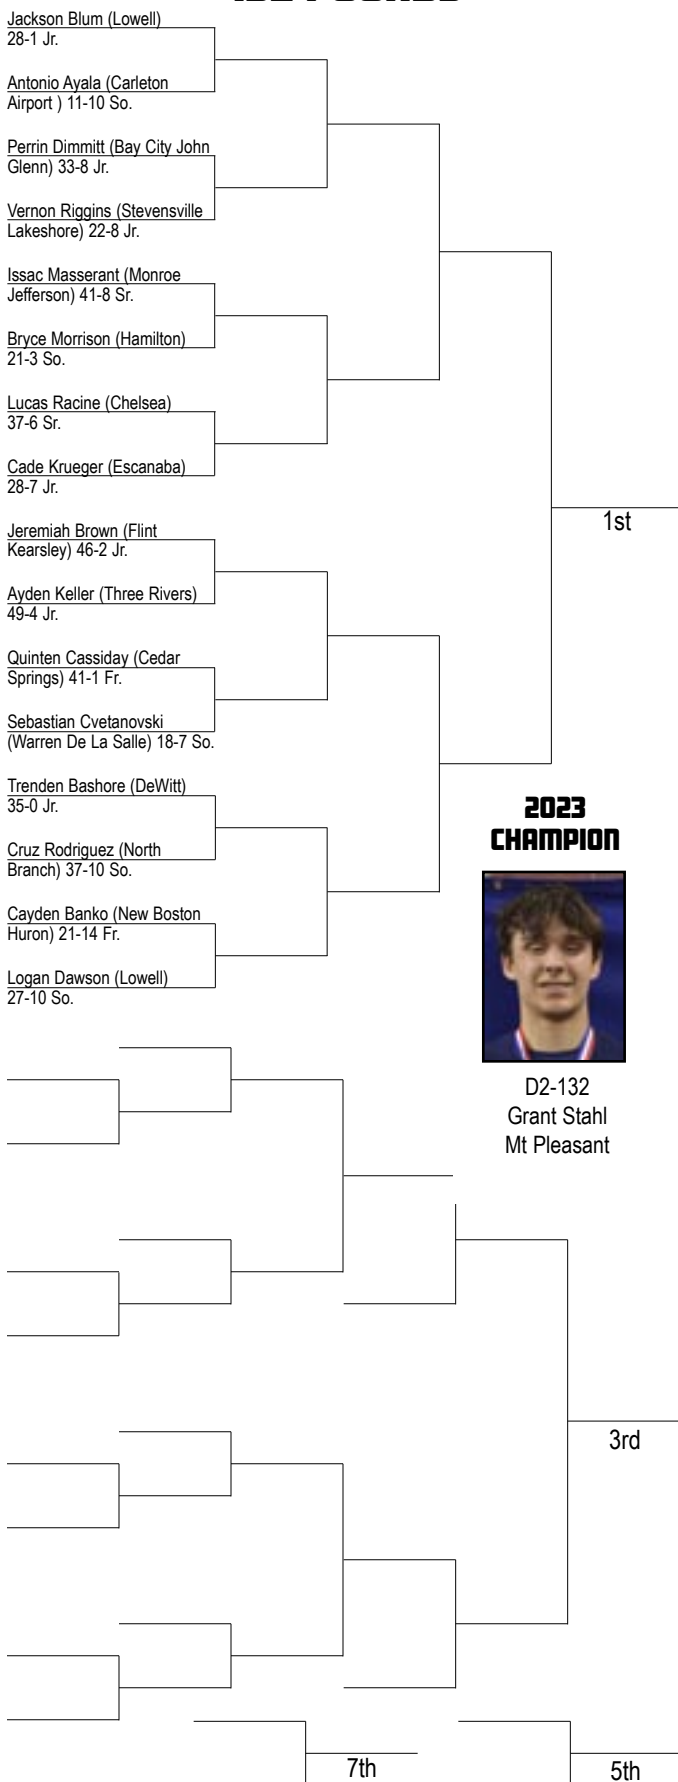 Jackson Blum (Lowell)
28-1 Jr.
Antonio Ayala (Carleton
Airport ) 11-10 So.
Perrin Dimmitt (Bay City John
Glenn) 33-8 Jr.
Vernon Riggins (Stevensville
Lakeshore) 22-8 Jr.
Issac Masserant (Monroe
Jefferson) 41-8 Sr.
Bryce Morrison (Hamilton)
21-3 So.
Lucas Racine (Chelsea)
37-6 Sr.
Cade Krueger (Escanaba)
28-7 Jr.
Jeremiah Brown (Flint
Kearsley) 46-2 Jr.
1st
Ayden Keller (Three Rivers)
49-4 Jr.
Quinten Cassiday (Cedar
Springs) 41-1 Fr.
Sebastian Cvetanovski
(Warren De La Salle) 18-7 So.
Trenden Bashore (DeWitt)
35-0 Jr.
Cruz Rodriguez (North
Branch) 37-10 So.
Cayden Banko (New Boston
Huron) 21-14 Fr.
Logan Dawson (Lowell)
27-10 So.
2023
CHAMPION
D2-132
Grant Stahl
Mt Pleasant
3rd
7th
5th